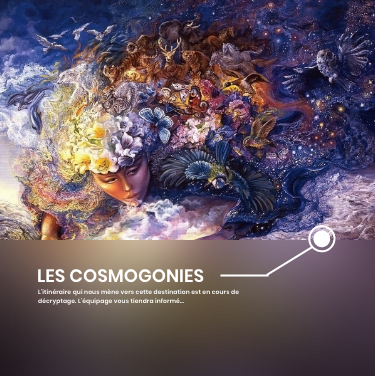 LES COSMOGONIES
L'itinéraire qui nous mène vers cette destination est en cours de
décryptage. L'équipage vous tiendra informé...